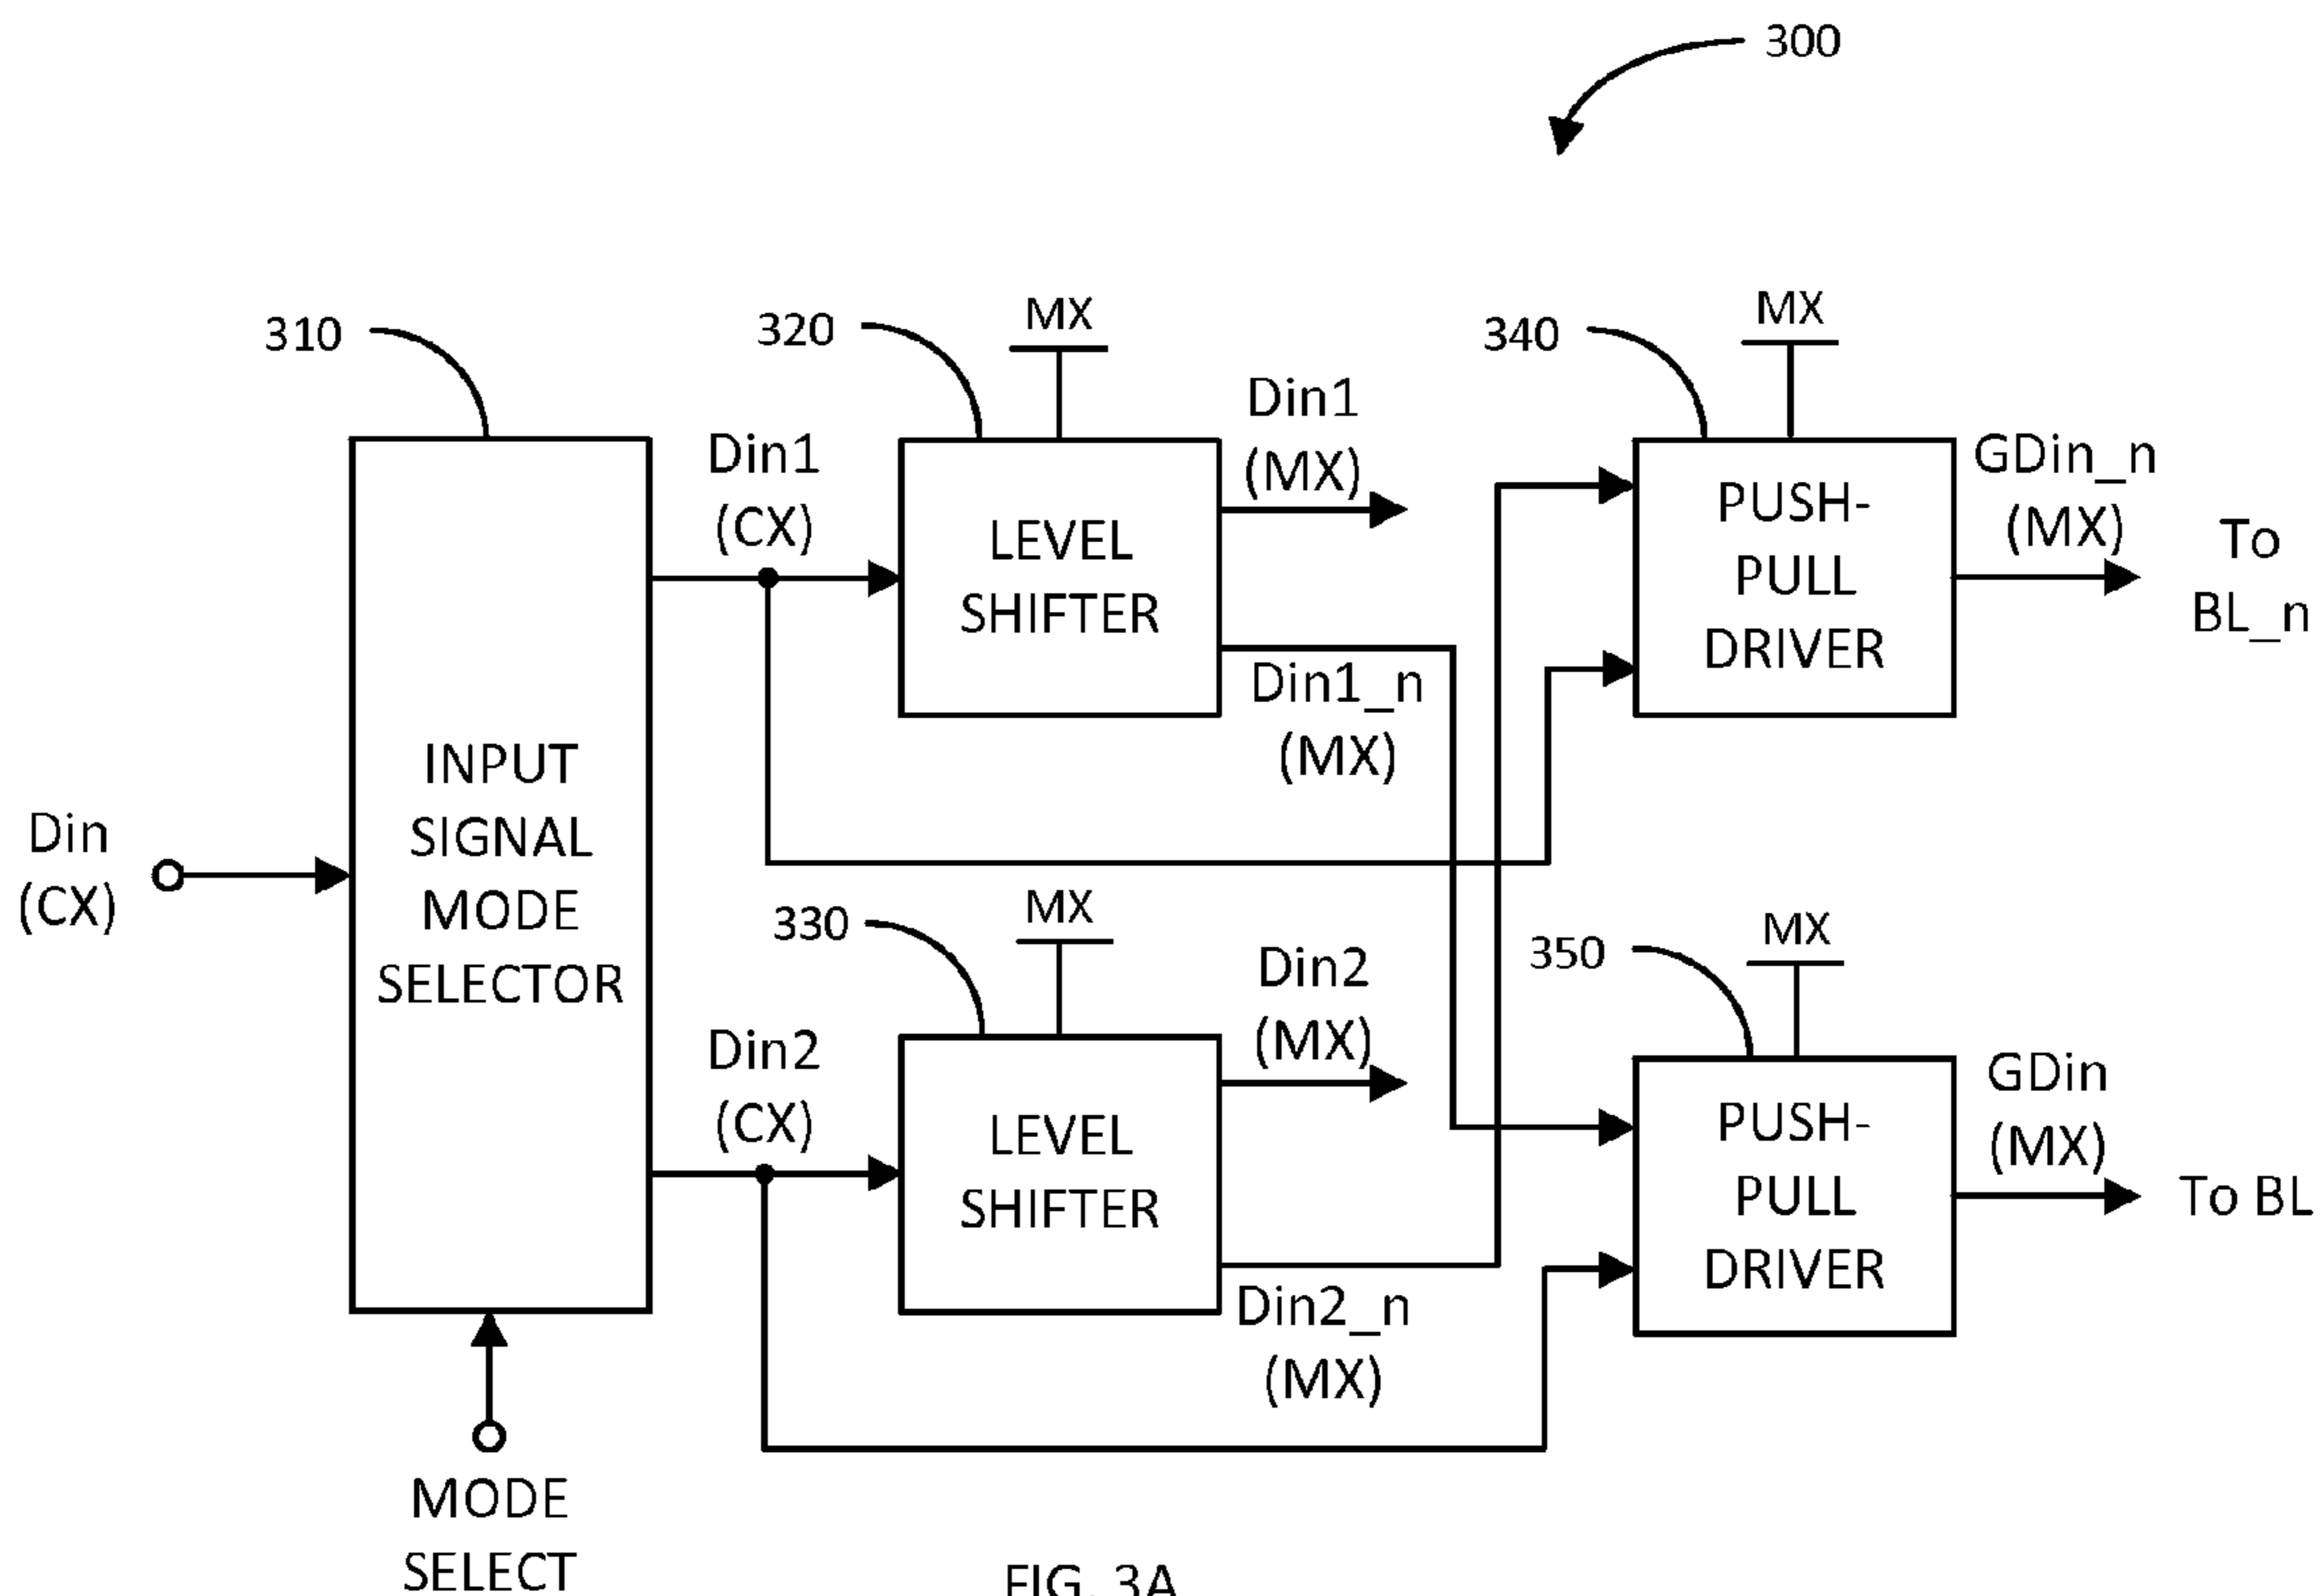 300
310
320
MX
340
MX
Din1
(CX)
LEVEL
SHIFTER
Din1
(MX)
Din1_n
(MX)
PUSH-
PULL
DRIVER
GDin_n
(MX)
To
BL_n
Din
(CX)
INPUT
SIGNAL
MODE
SELECTOR
330
MX
350
MX
Din2
(CX)
LEVEL
SHIFTER
Din2
(MX)
Din2_n
(MX)
PUSH-
PULL
DRIVER
GDin
(MX)
To BL
MODE
SELECT
FIG. 3A